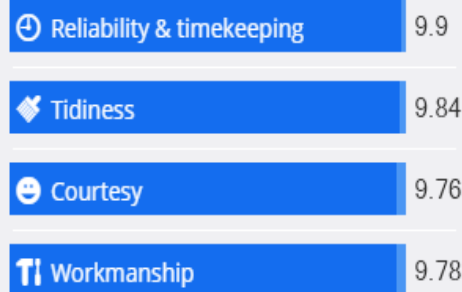 Reliability & timekeeping 9.9
Tidiness 9.84
Courtesy 9.76
Workmanship 9.78